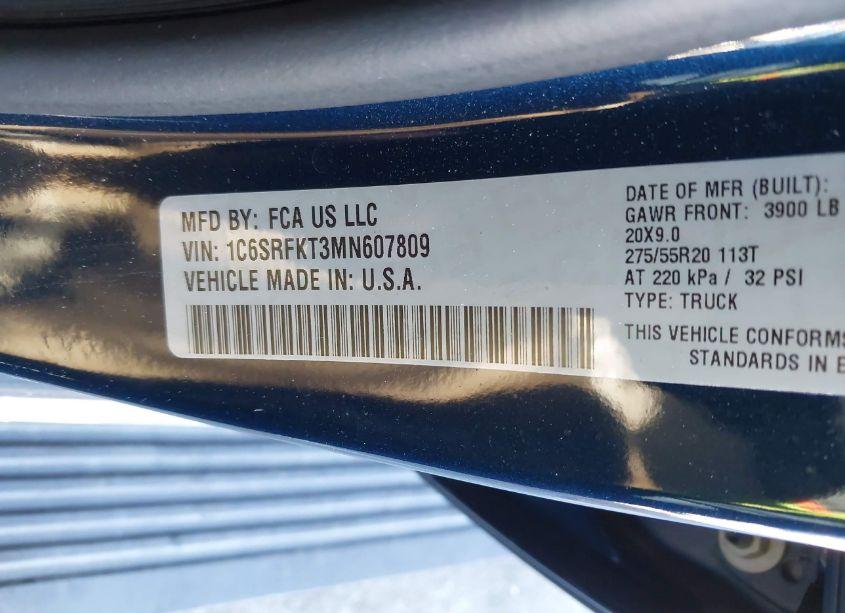 MFD BY: FCA US LLC
VIN: 1C6SRFKT3MN607809
VEHICLE MADE IN: U.S.A.
DATE OF MFR (BUILT):
GAWR FRONT: 3900 LB
20X9.0
275/55R20 113T
AT 220 kPa / 32 PSI
TYPE: TRUCK
THIS VEHICLE CONFORMS
STANDARDS IN E